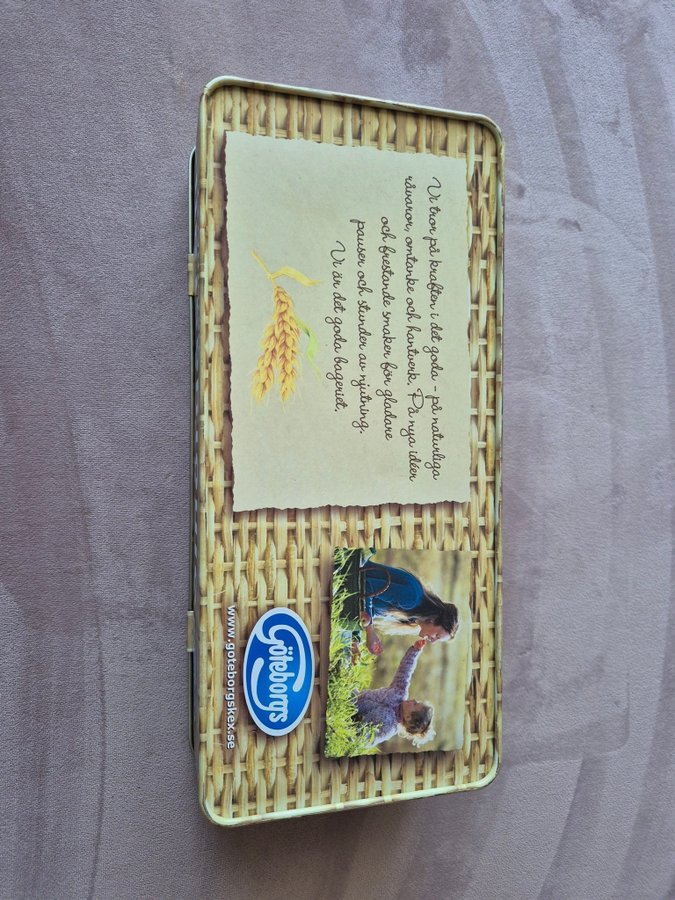 Vi tror på kraften i det goda - på naturliga
råvaror, omtanke och hantverk. På nya idéer
och frestande smaker för gladare
pauser och stunder av njutning.
Vi är det goda bageriet.
Göteborgs
www.goteborgskex.se